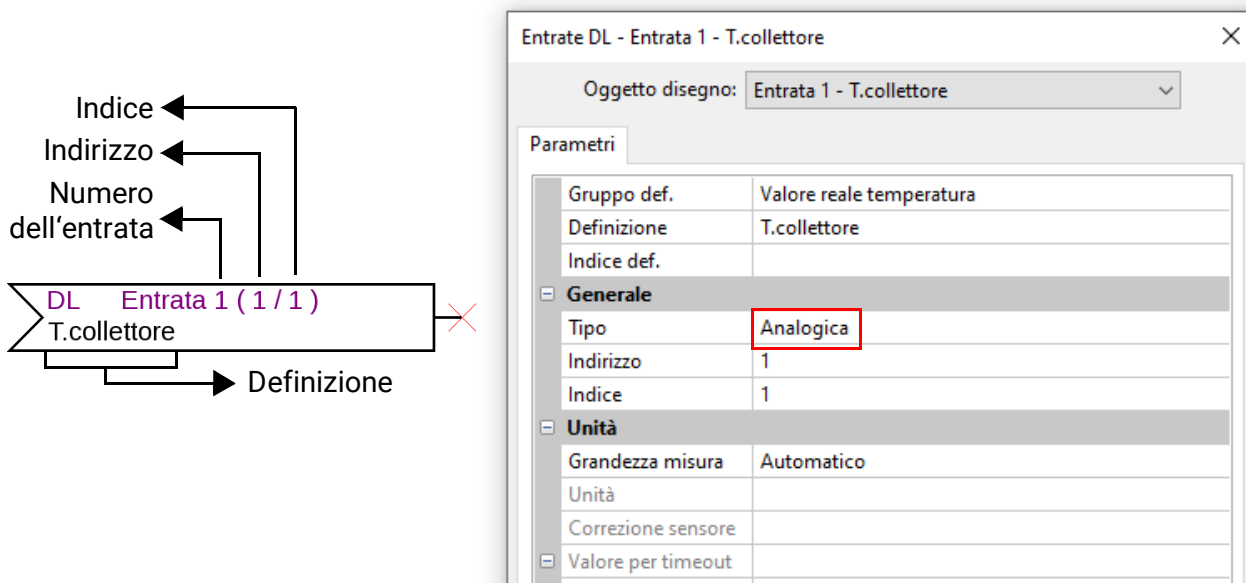 Indice
Indirizzo
Numero
dell‘entrata
DL Entrata 1 ( 1 / 1 )
T.collettore
Definizione
Entrate DL - Entrata 1 - T.collettore
Oggetto disegno: Entrata 1 - T.collettore
Parametri
Gruppo def. Valore reale temperatura
Definizione T.collettore
Indice def.
Generale
Tipo Analogica
Indirizzo 1
Indice 1
Unità
Grandezza misura Automatico
Unità
Correzione sensore
Valore per timeout